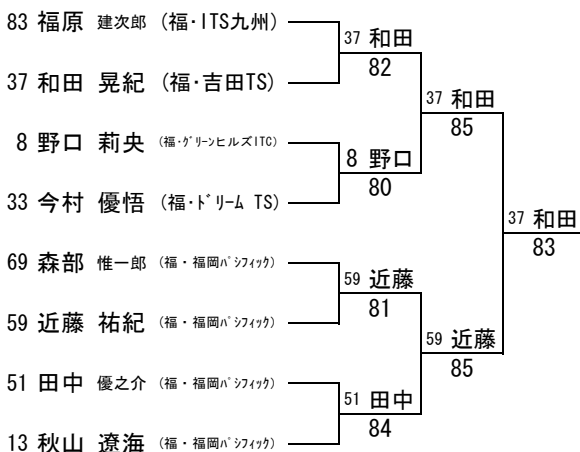 83 福原 建次郎 (福・ITS九州)
37 和田
82
37 和田 晃紀 (福・吉田TS)
37 和田
85
8 野口 莉央 (福・グリーンヒルズITC)
8 野口
80
33 今村 優悟 (福・ドリーム TS)
37 和田
83
69 森部 惟一郎 (福・福岡パシフィック)
59 近藤
81
59 近藤 祐紀 (福・福岡パシフィック)
59 近藤
85
51 田中 優之介 (福・福岡パシフィック)
51 田中
84
13 秋山 遼海 (福・福岡パシフィック)